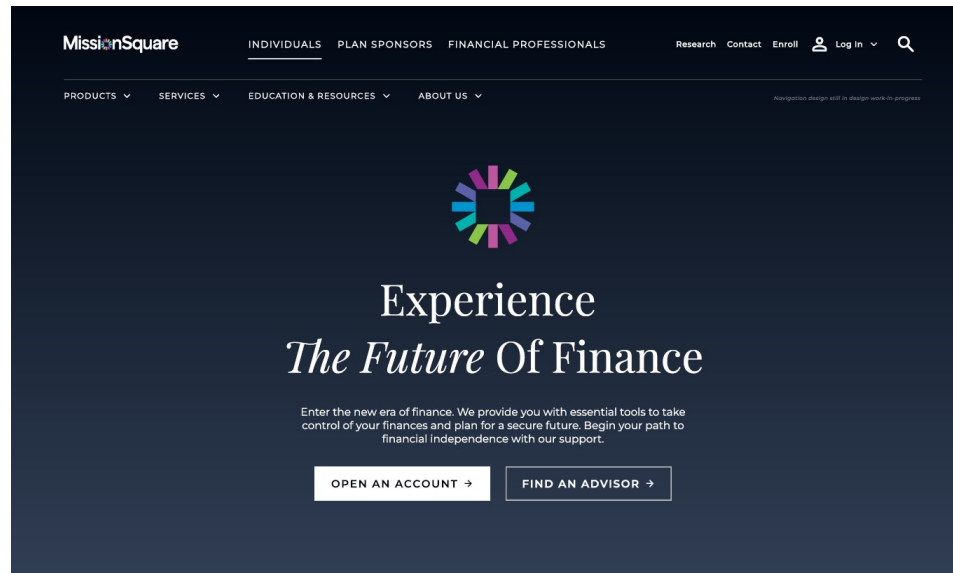 MissionSquare
INDIVIDUALS PLAN SPONSORS FINANCIAL PROFESSIONALS
Research Contact Enroll Log In
PRODUCTS SERVICES EDUCATION & RESOURCES ABOUT US
Navigation design still in design work-in-progress
Experience
The Future Of Finance
Enter the new era of finance. We provide you with essential tools to take
control of your finances and plan for a secure future. Begin your path to
financial independence with our support.
OPEN AN ACCOUNT → FIND AN ADVISOR →